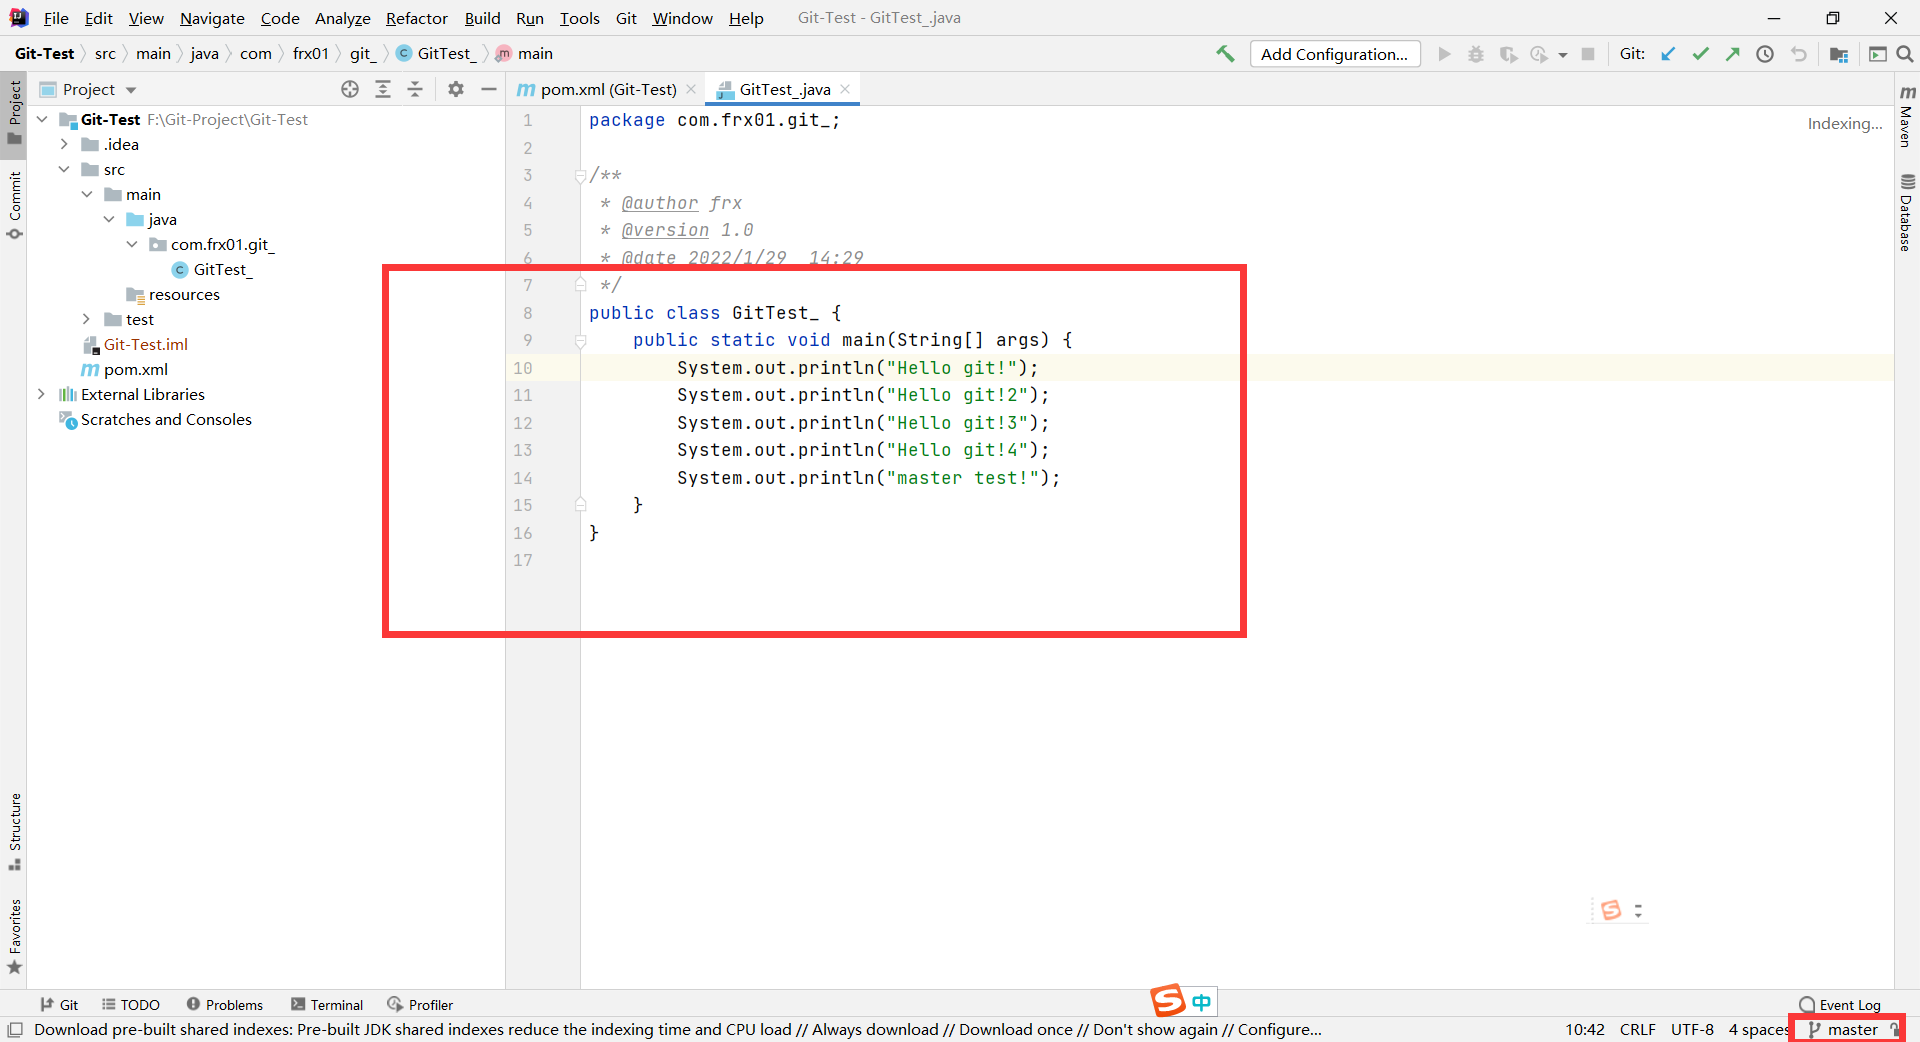 File Edit View Navigate Code Analyze Refactor Build Run Tools Git Window Help Git-Test - GitTest_.java
Git-Test src main java com frx01 git_ GitTest_ main Add Configuration... Git:
Project pom.xml (Git-Test) GitTest_.java
Project
Commit
Structure
Favorites
Git-Test F:\Git-Project\Git-Test
.idea
src
main
java
com.frx01.git_
GitTest_
resources
test
Git-Test.iml
pom.xml
External Libraries
Scratches and Consoles
Indexing...
1 package com.frx01.git_;
2
3 /**
4 * @author frx
5 * @version 1.0
6 * @date 2022/1/29 14:29
7 */
8 public class GitTest_ {
9 public static void main(String[] args) {
10 System.out.println("Hello git!");
11 System.out.println("Hello git!2");
12 System.out.println("Hello git!3");
13 System.out.println("Hello git!4");
14 System.out.println("master test!");
15 }
16 }
17
Maven
Database
中
Git TODO Problems Terminal Profiler Event Log
Download pre-built shared indexes: Pre-built JDK shared indexes reduce the indexing time and CPU load // Always download // Download once // Don't show again // Configure... 10:42 CRLF UTF-8 4 spaces master